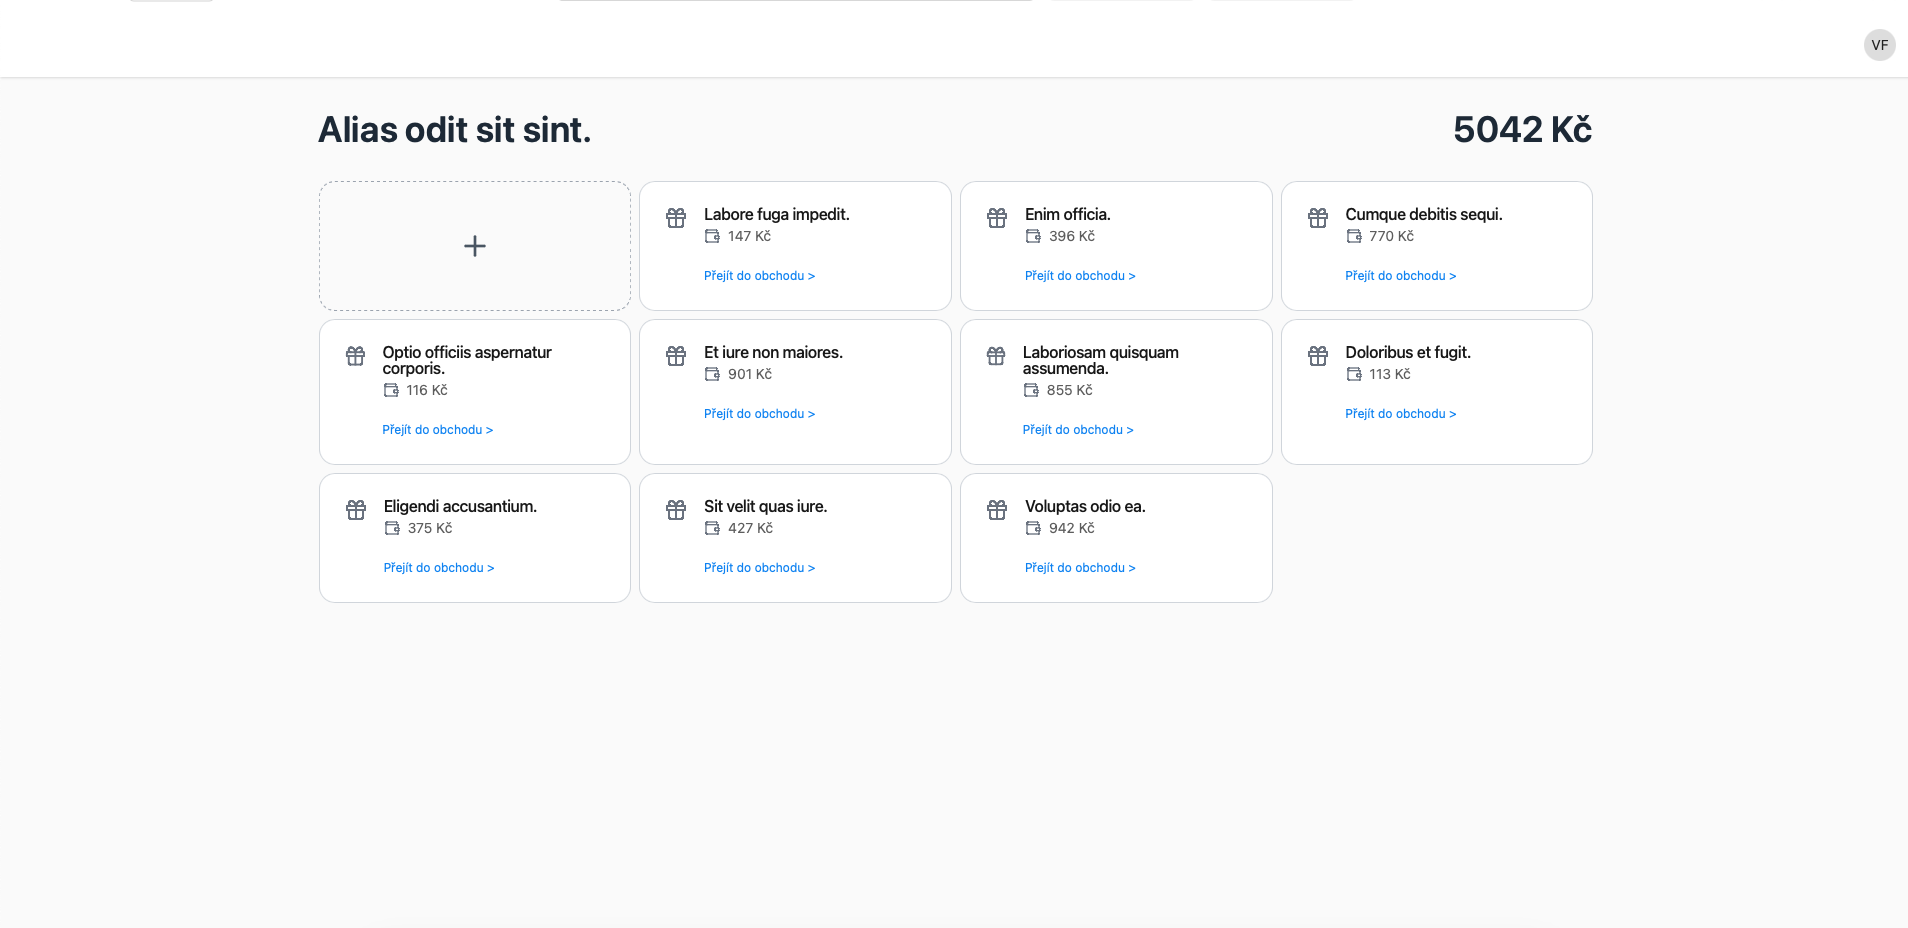 VF
Alias odit sit sint.
5042 Kč
Labore fuga impedit.
147 Kč
Přejít do obchodu >
Enim officia.
396 Kč
Přejít do obchodu >
Cumque debitis sequi.
770 Kč
Přejít do obchodu >
Optio officiis aspernatur
corporis.
116 Kč
Přejít do obchodu >
Et iure non maiores.
901 Kč
Přejít do obchodu >
Laboriosam quisquam
assumenda.
855 Kč
Přejít do obchodu >
Doloribus et fugit.
113 Kč
Přejít do obchodu >
Eligendi accusantium.
375 Kč
Přejít do obchodu >
Sit velit quas iure.
427 Kč
Přejít do obchodu >
Voluptas odio ea.
942 Kč
Přejít do obchodu >